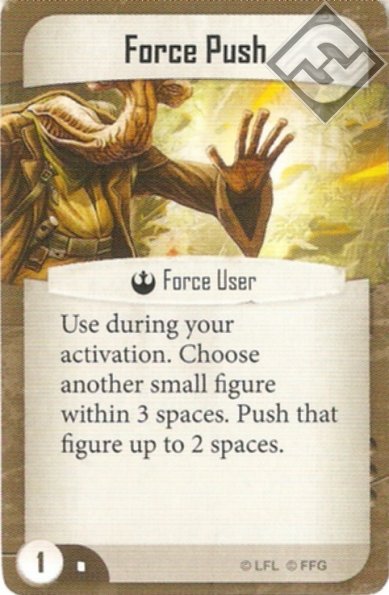 Force Push
Force User
Use during your
activation. Choose
another small figure
within 3 spaces. Push that
figure up to 2 spaces.
1
© LFL © FFG